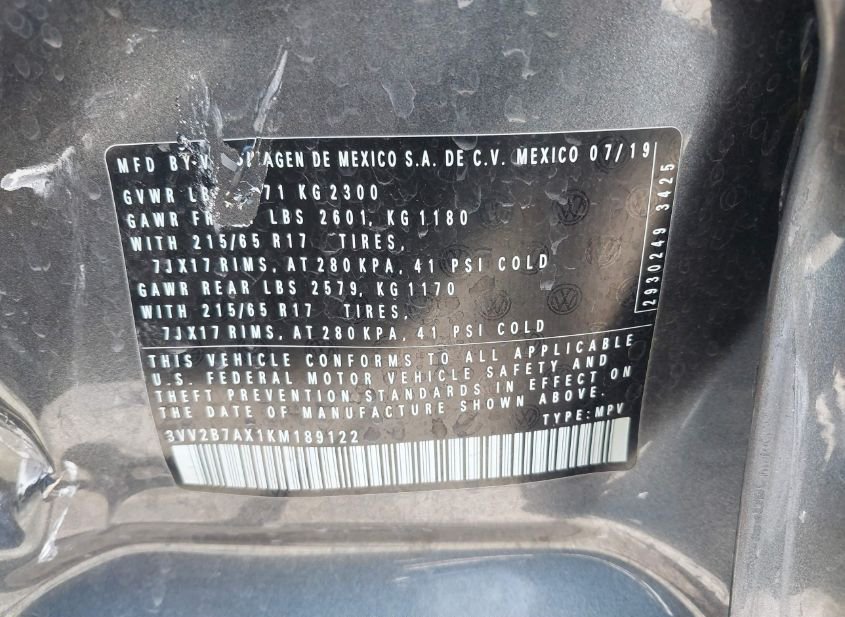 MFD BY V AGEN DE MEXICO S.A. DE C.V. MEXICO 07/19
GVWR LB 71 KG 2300
GAWR FR LBS 2601, KG 1180
WITH 215/65 R17 TIRES,
7JX17 RIMS, AT 280 KPA, 41 PSI COLD
GAWR REAR LBS 2579, KG 1170
WITH 215/65 R17 TIRES,
7JX17 RIMS, AT 280 KPA, 41 PSI COLD
THIS VEHICLE CONFORMS TO ALL APPLICABLE
U.S. FEDERAL MOTOR VEHICLE SAFETY AND
THEFT PREVENTION STANDARDS IN EFFECT ON
THE DATE OF MANUFACTURE SHOWN ABOVE.
TYPE: MPV
3VV2B7AX1KM189122
2930249 3425